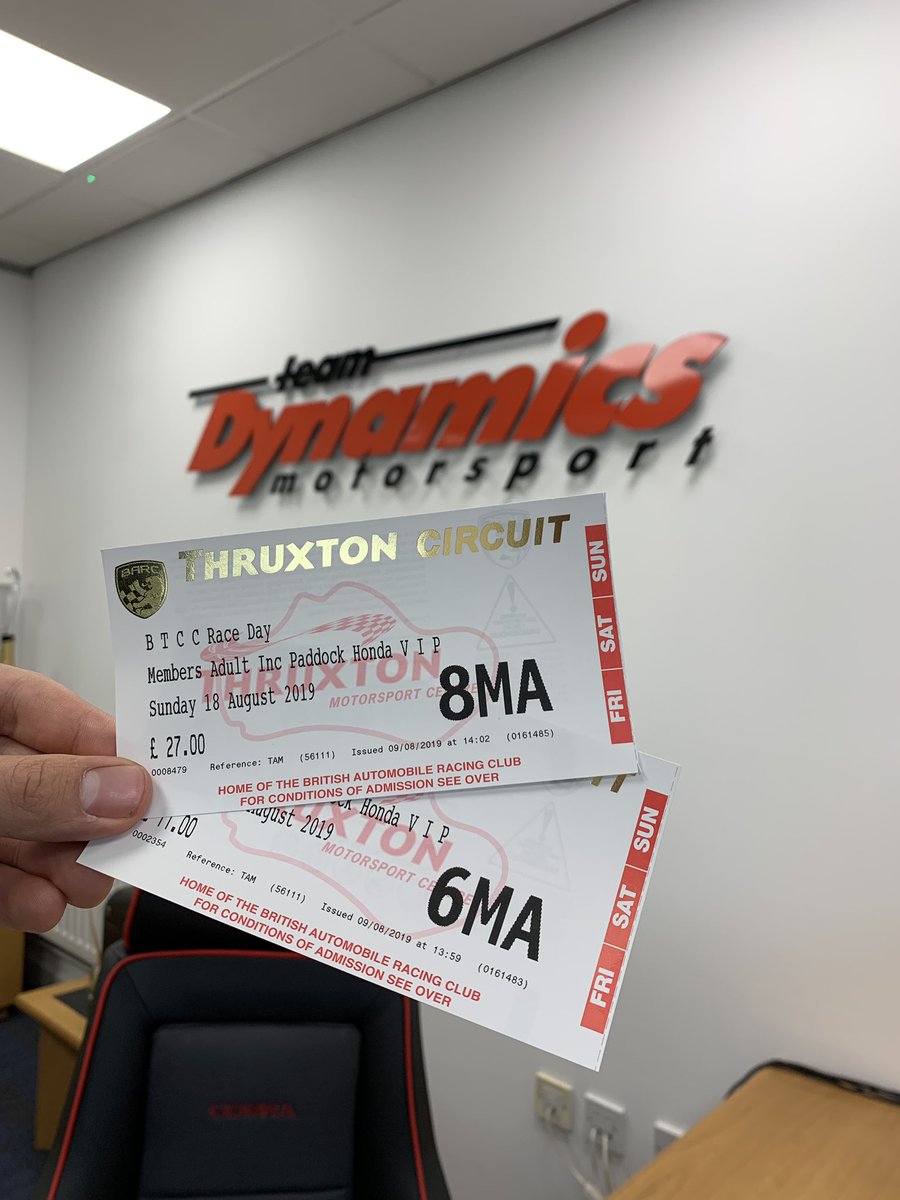 team
Dynamics
motorsport
THRUXTON CIRCUIT
BARC
B T C C Race Day
Members Adult Inc Paddock Honda V I P
Sunday 18 August 2019
THRUXTON
MOTORSPORT CENTRE
8MA
£ 27.00
0008479
Reference: TAM (56111) Issued 09/08/2019 at 14:02 (0161485)
HOME OF THE BRITISH AUTOMOBILE RACING CLUB
FOR CONDITIONS OF ADMISSION SEE OVER
FRI SAT SUN
Honda V I P
August 2019
THRUXTON
MOTORSPORT CENTRE
6MA
0002354
Reference: TAM (56111) Issued 09/08/2019 at 13:59 (0161483)
HOME OF THE BRITISH AUTOMOBILE RACING CLUB
FOR CONDITIONS OF ADMISSION SEE OVER
FRI SAT SUN